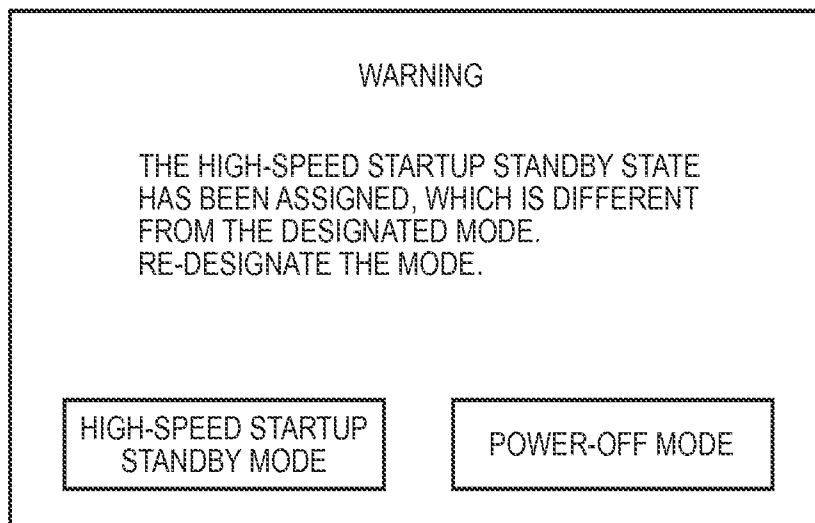 WARNING
THE HIGH-SPEED STARTUP STANDBY STATE
HAS BEEN ASSIGNED, WHICH IS DIFFERENT
FROM THE DESIGNATED MODE.
RE-DESIGNATE THE MODE.
HIGH-SPEED STARTUP
STANDBY MODE
POWER-OFF MODE